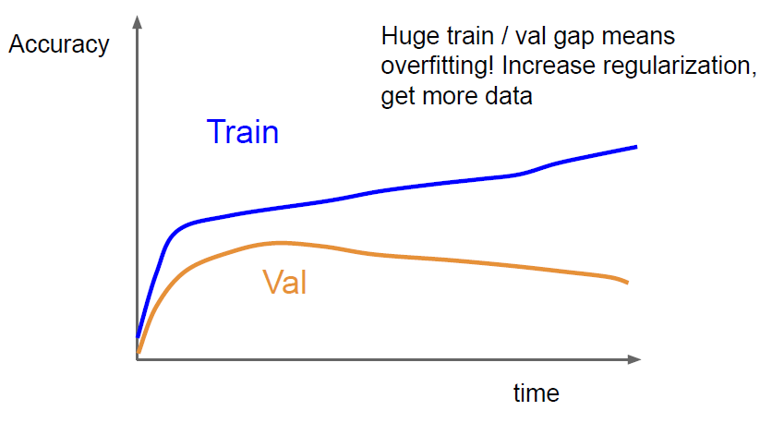 Accuracy
Huge train / val gap means
overfitting! Increase regularization,
get more data
Train
Val
time